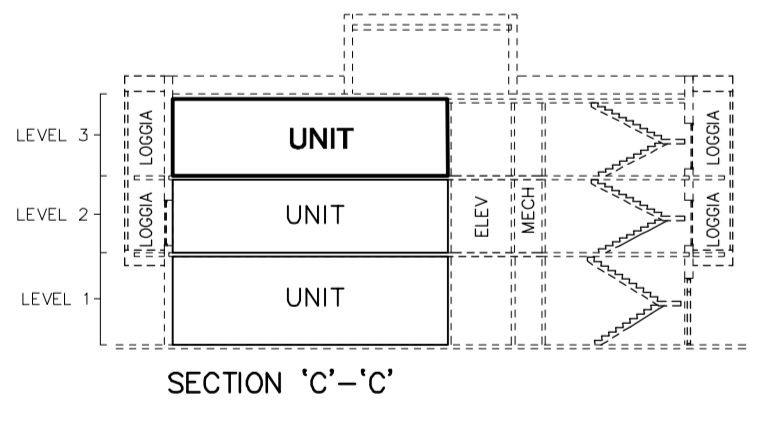 LEVEL 3
LOGGIA
UNIT
LOGGIA
LEVEL 2
LOGGIA
UNIT
ELEV
MECH
LOGGIA
LEVEL 1
UNIT
SECTION ‘C’–‘C’